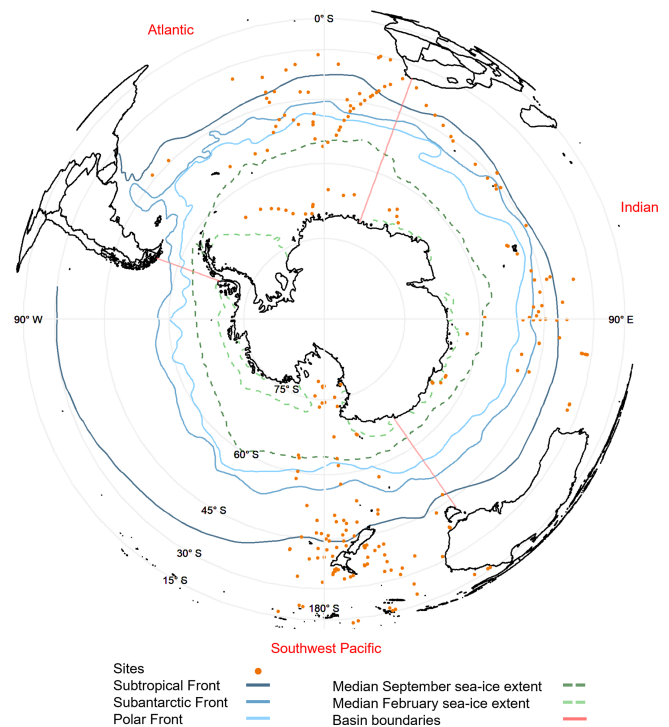 0° S
Atlantic
Indian
90° W
90° E
75° S
60° S
45° S
30° S
15° S
180° S
Southwest Pacific
Sites
Subtropical Front
Subantarctic Front
Polar Front
Median September sea-ice extent
Median February sea-ice extent
Basin boundaries